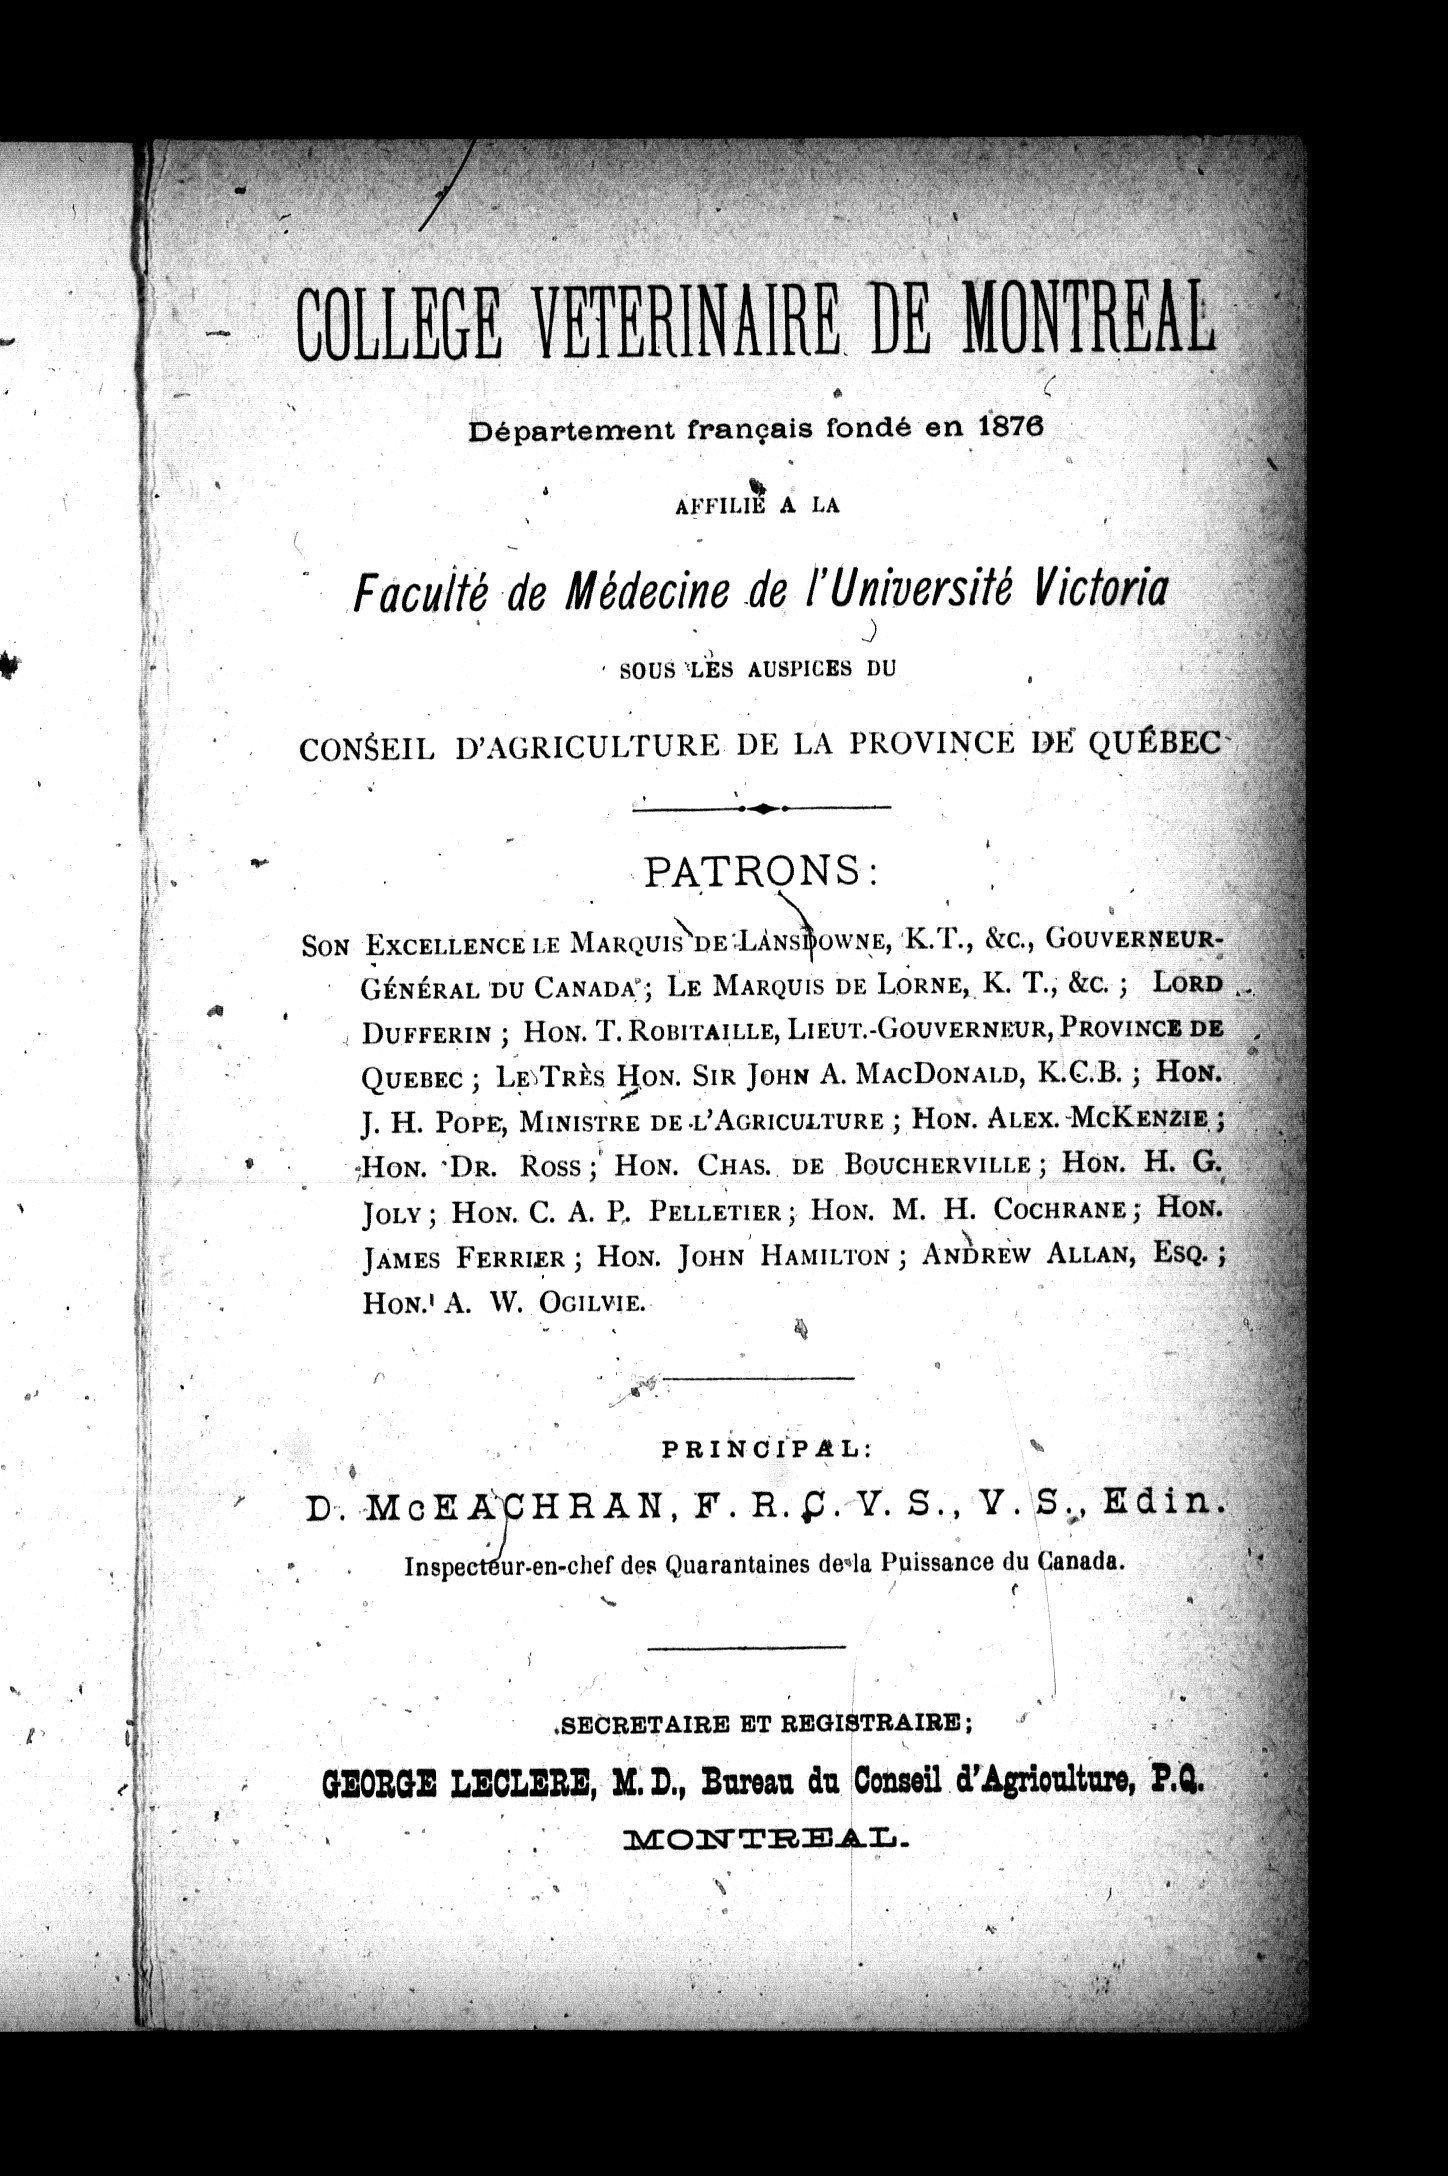 COLLEGE VETERINAIRE DE MONTREAL
Département français fondé en 1876
AFFILIÉ A LA
Faculté de Médecine de l'Université Victoria
SOUS LES AUSPICES DU
CONSEIL D'AGRICULTURE DE LA PROVINCE DE QUÉBEC
PATRONS:
SON EXCELLENCE LE MARQUIS DE LANSDOWNE, K.T., &C., GOUVERNEUR-
GÉNÉRAL DU CANADA; LE MARQUIS DE LORNE, K. T., &C. ; LORD
DUFFERIN ; HON. T. ROBITAILLE, LIEUT.-GOUVERNEUR, PROVINCE DE
QUEBEC ; LE TRÈS HON. SIR JOHN A. MACDONALD, K.C.B. ; HON.
J. H. POPE, MINISTRE DE L'AGRICULTURE ; HON. ALEX. MCKENZIE ;
HON. DR. ROSS ; HON. CHAS. DE BOUCHERVILLE ; HON. H. G.
JOLY ; HON. C. A. P. PELLETIER ; HON. M. H. COCHRANE ; HON.
JAMES FERRIER ; HON. JOHN HAMILTON ; ANDREW ALLAN, ESQ. ;
HON. A. W. OGILVIE.
PRINCIPAL:
D. McEACHRAN, F. R. C. V. S., V. S., Edin.
Inspecteur-en-chef des Quarantaines de la Puissance du Canada.
SECRETAIRE ET REGISTRAIRE;
GEORGE LECLERE, M. D., Bureau du Conseil d'Agriculture, P.Q.
MONTREAL.